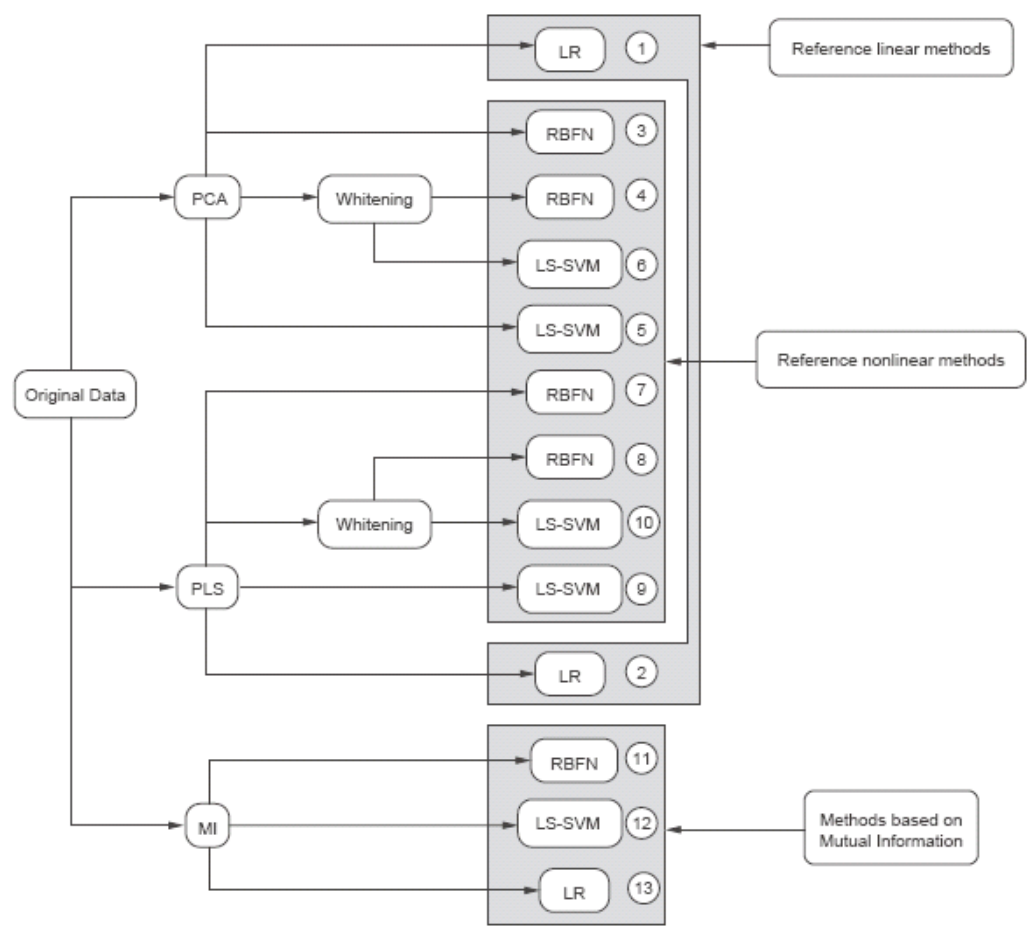 LR 1
Reference linear methods
RBFN 3
PCA
Whitening
RBFN 4
LS-SVM 6
LS-SVM 5
Reference nonlinear methods
Original Data
RBFN 7
RBFN 8
Whitening
LS-SVM 10
PLS
LS-SVM 9
LR 2
RBFN 11
MI
LS-SVM 12
Methods based on
Mutual Information
LR 13